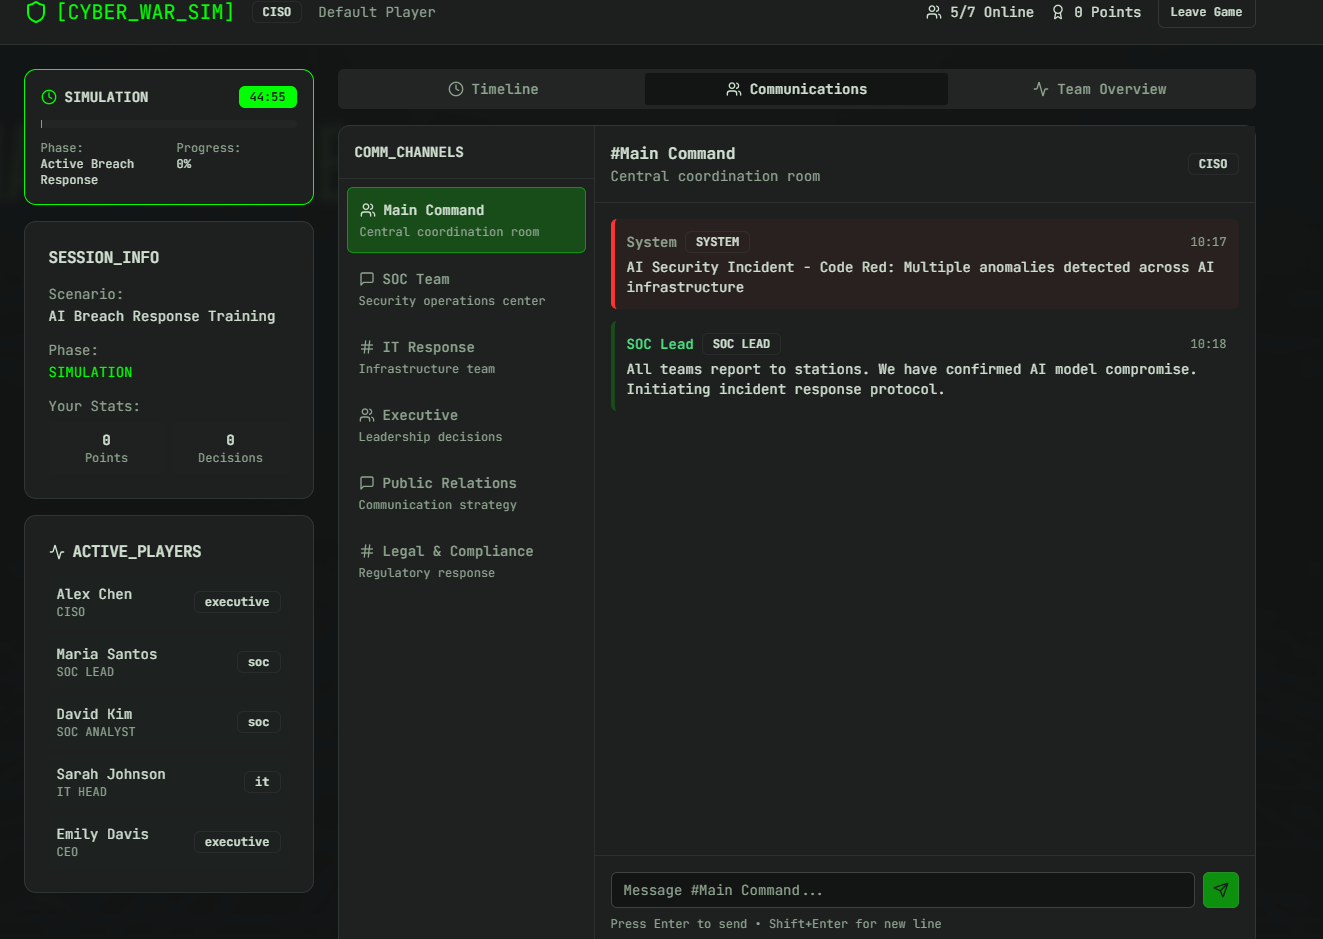 [CYBER_WAR_SIM] CISO Default Player 5/7 Online 0 Points Leave Game
SIMULATION 44:55
Phase: Progress:
Active Breach 0%
Response
SESSION_INFO
Scenario:
AI Breach Response Training
Phase:
SIMULATION
Your Stats:
0 0
Points Decisions
ACTIVE_PLAYERS
Alex Chen executive
CISO
Maria Santos soc
SOC LEAD
David Kim soc
SOC ANALYST
Sarah Johnson it
IT HEAD
Emily Davis executive
CEO
Timeline Communications Team Overview
COMM_CHANNELS
Main Command
Central coordination room
SOC Team
Security operations center
# IT Response
Infrastructure team
Executive
Leadership decisions
Public Relations
Communication strategy
# Legal & Compliance
Regulatory response
#Main Command
Central coordination room CISO
System SYSTEM 10:17
AI Security Incident - Code Red: Multiple anomalies detected across AI
infrastructure
SOC Lead SOC LEAD 10:18
All teams report to stations. We have confirmed AI model compromise.
Initiating incident response protocol.
Message #Main Command...
Press Enter to send • Shift+Enter for new line